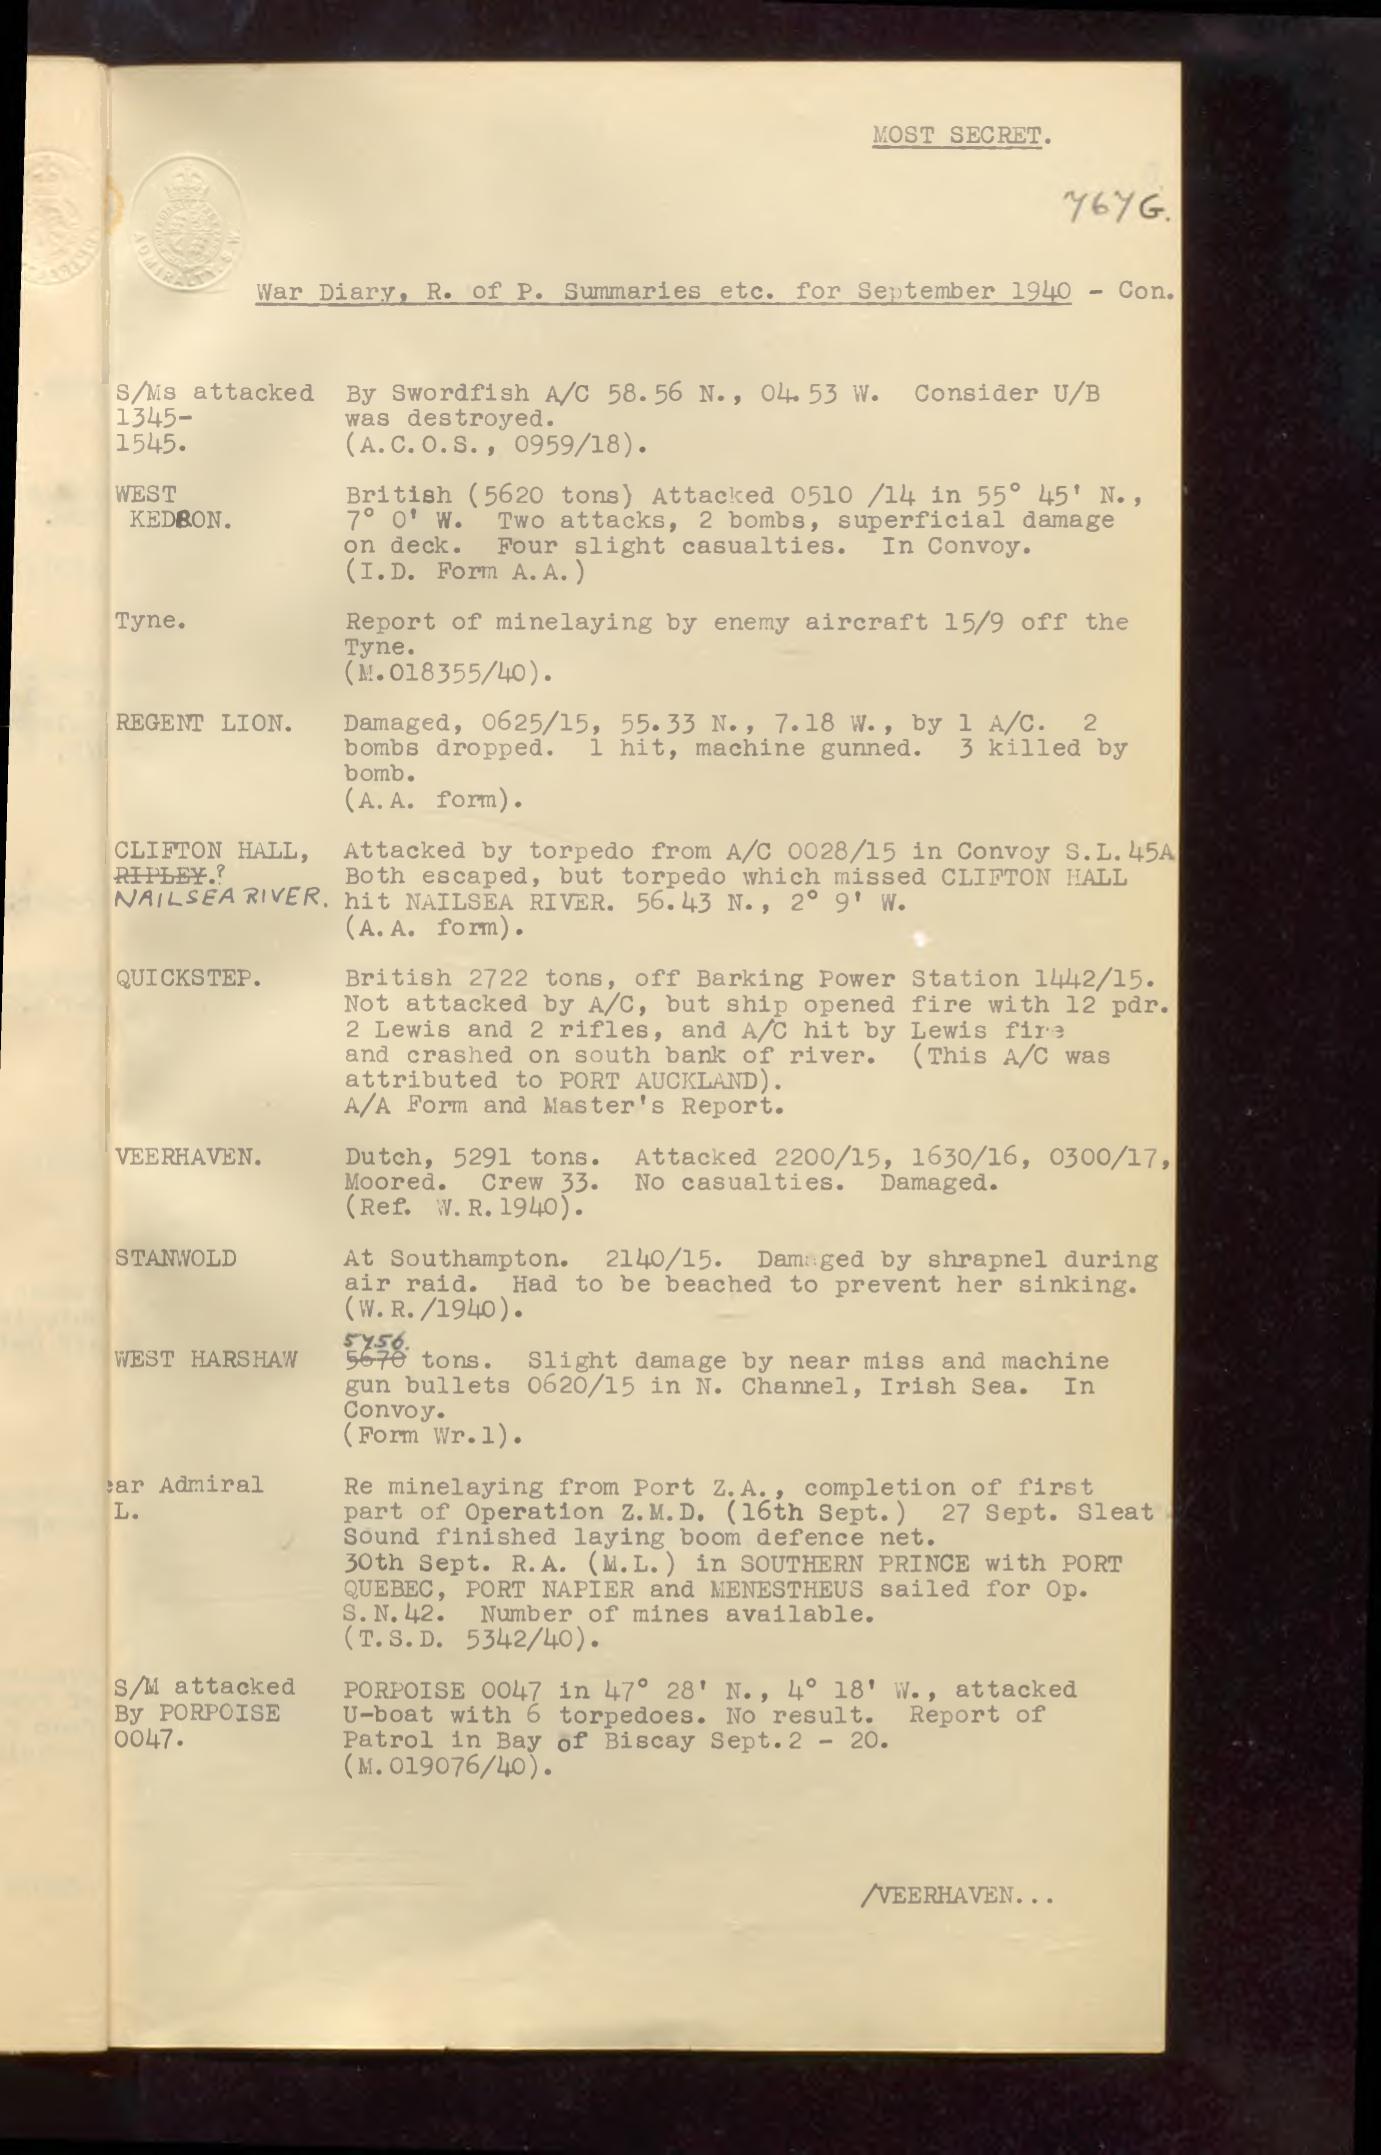 MOST SECRET.
767G.
ADMIRALTY. S.W
War Diary, R. of P. Summaries etc. for September 1940 - Con.
S/Ms attacked By Swordfish A/C 58.56 N., 04.53 W. Consider U/B
1345- was destroyed.
1545. (A.C.O.S., 0959/18).
WEST British (5620 tons) Attacked 0510 /14 in 55° 45' N.,
KEDRON. 7° 0' W. Two attacks, 2 bombs, superficial damage
on deck. Four slight casualties. In Convoy.
(I.D. Form A.A.)
Tyne. Report of minelaying by enemy aircraft 15/9 off the
Tyne.
(M.018355/40).
REGENT LION. Damaged, 0625/15, 55.33 N., 7.18 W., by 1 A/C. 2
bombs dropped. 1 hit, machine gunned. 3 killed by
bomb.
(A.A. form).
CLIFTON HALL, Attacked by torpedo from A/C 0028/15 in Convoy S.L.45A
RIPLEY.? Both escaped, but torpedo which missed CLIFTON HALL
NAILSEA RIVER. hit NAILSEA RIVER. 56.43 N., 2° 9' W.
(A.A. form).
QUICKSTEP. British 2722 tons, off Barking Power Station 1442/15.
Not attacked by A/C, but ship opened fire with 12 pdr.
2 Lewis and 2 rifles, and A/C hit by Lewis fire
and crashed on south bank of river. (This A/C was
attributed to PORT AUCKLAND).
A/A Form and Master's Report.
VEERHAVEN. Dutch, 5291 tons. Attacked 2200/15, 1630/16, 0300/17,
Moored. Crew 33. No casualties. Damaged.
(Ref. W.R.1940).
STANWOLD At Southampton. 2140/15. Damaged by shrapnel during
air raid. Had to be beached to prevent her sinking.
(W.R./1940).
5756.
WEST HARSHAW 5670 tons. Slight damage by near miss and machine
gun bullets 0620/15 in N. Channel, Irish Sea. In
Convoy.
(Form Wr.1).
ear Admiral Re minelaying from Port Z.A., completion of first
L. part of Operation Z.M.D. (16th Sept.) 27 Sept. Sleat
Sound finished laying boom defence net.
30th Sept. R.A. (M.L.) in SOUTHERN PRINCE with PORT
QUEBEC, PORT NAPIER and MENESTHEUS sailed for Op.
S.N.42. Number of mines available.
(T.S.D. 5342/40).
S/M attacked PORPOISE 0047 in 47° 28' N., 4° 18' W., attacked
By PORPOISE U-boat with 6 torpedoes. No result. Report of
0047. Patrol in Bay of Biscay Sept.2 - 20.
(M.019076/40).
/VEERHAVEN...